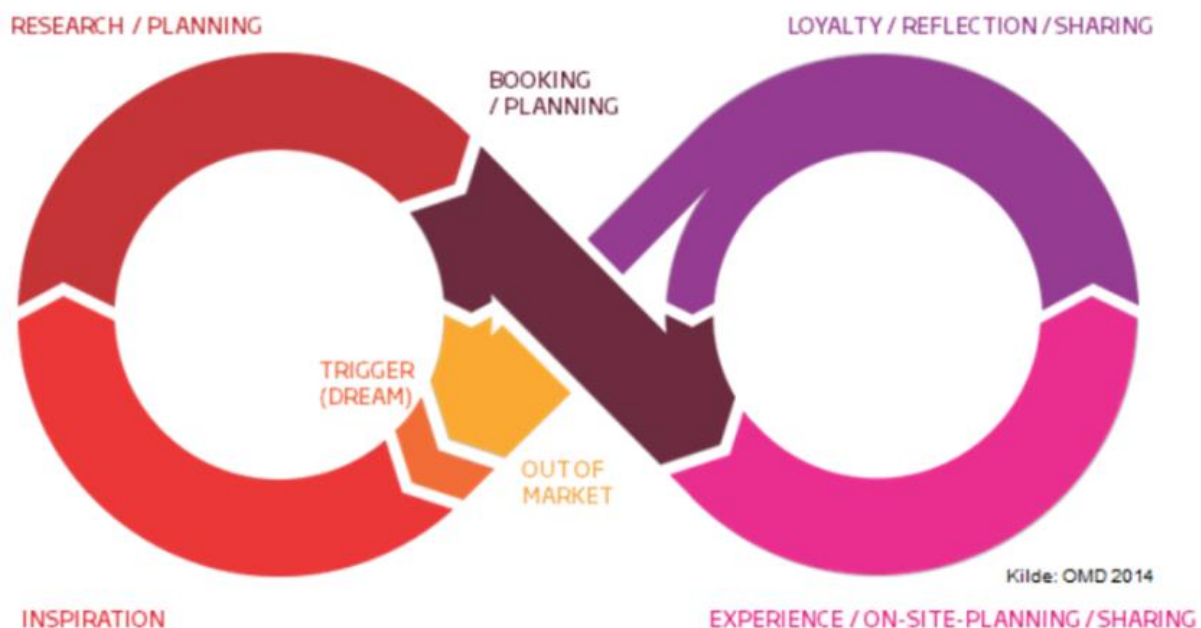 RESEARCH / PLANNING
LOYALTY / REFLECTION / SHARING
BOOKING
/ PLANNING
TRIGGER
(DREAM)
OUT OF
MARKET
Kilde: OMD 2014
INSPIRATION
EXPERIENCE / ON-SITE-PLANNING / SHARING